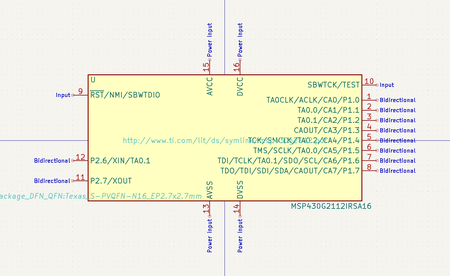 Power Input
Power Input
15
16
U
AVCC
DVCC
SBWTCK/TEST
10
Input
Input
9
RST/NMI/SBWTDIO
TA0CLK/ACLK/CA0/P1.0
1
Bidirectional
TA0.0/CA1/P1.1
2
Bidirectional
TA0.1/CA2/P1.2
3
Bidirectional
CAOUT/CA3/P1.3
4
Bidirectional
http://www.ti.com/lit/ds/symlink/
TCK/SMCLK/TA0.2/CA4/P1.4
5
Bidirectional
TMS/SCLK/TA0.0/CA5/P1.5
6
Bidirectional
Bidirectional
12
P2.6/XIN/TA0.1
TDI/TCLK/TA0.1/SDO/SCL/CA6/P1.6
7
Bidirectional
TDO/TDI/SDI/SDA/CAOUT/CA7/P1.7
8
Bidirectional
Bidirectional
11
P2.7/XOUT
ackage_DFN_QFN:Texas_S-PVQFN-N16_EP2.7x2.7mm
AVSS
DVSS
MSP430G2112IRSA16
13
14
Power Input
Power Input